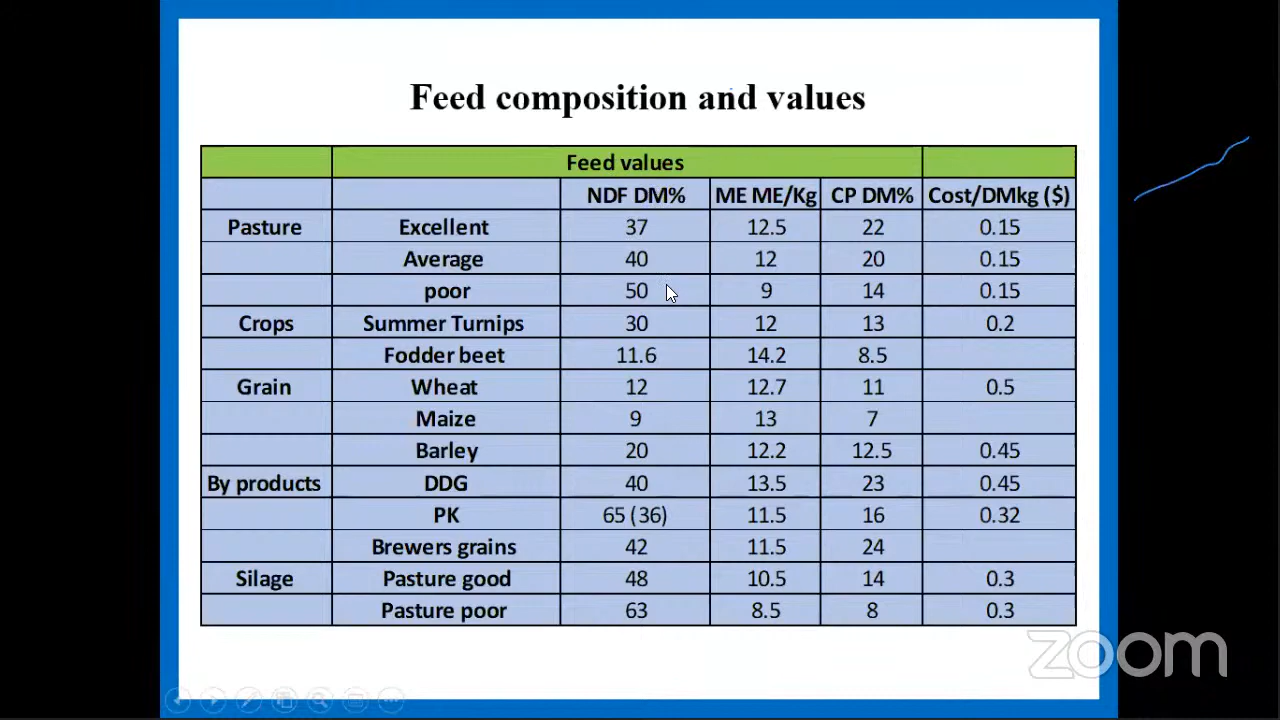 Feed composition and values
Feed values
NDF DM% ME ME/Kg CP DM% Cost/DMkg ($)
Pasture Excellent 37 12.5 22 0.15
Average 40 12 20 0.15
poor 50 9 14 0.15
Crops Summer Turnips 30 12 13 0.2
Fodder beet 11.6 14.2 8.5
Grain Wheat 12 12.7 11 0.5
Maize 9 13 7
Barley 20 12.2 12.5 0.45
By products DDG 40 13.5 23 0.45
PK 65 (36) 11.5 16 0.32
Brewers grains 42 11.5 24
Silage Pasture good 48 10.5 14 0.3
Pasture poor 63 8.5 8 0.3
zoom